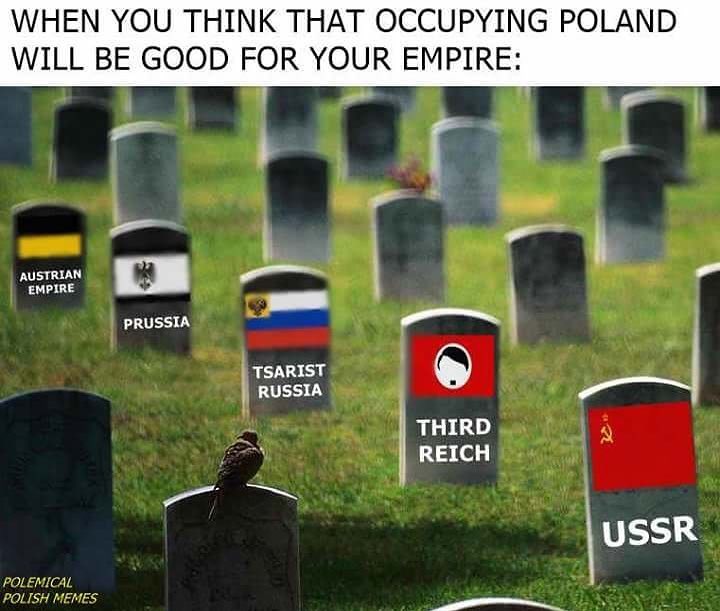 WHEN YOU THINK THAT OCCUPYING POLAND
WILL BE GOOD FOR YOUR EMPIRE:
AUSTRIAN
EMPIRE
PRUSSIA
TSARIST
RUSSIA
THIRD
REICH
USSR
POLEMICAL
POLISH MEMES